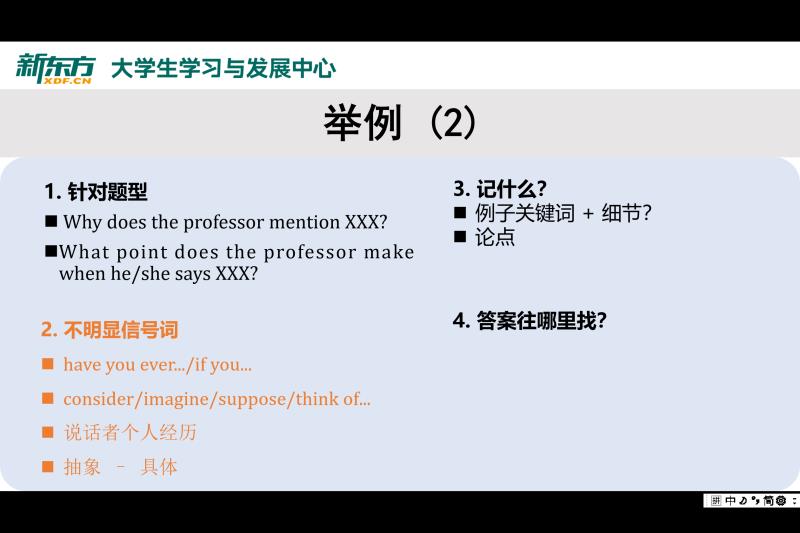 新东方
XDF.CN
大学生学习与发展中心
举例（2）
1. 针对题型
■ Why does the professor mention XXX?
■What point does the professor make
when he/she says XXX?
2. 不明显信号词
■ have you ever.../if you...
■ consider/imagine/suppose/think of...
■ 说话者个人经历
■ 抽象 – 具体
3. 记什么?
■ 例子关键词 + 细节?
■ 论点
4. 答案往哪里找?
拼 中 简